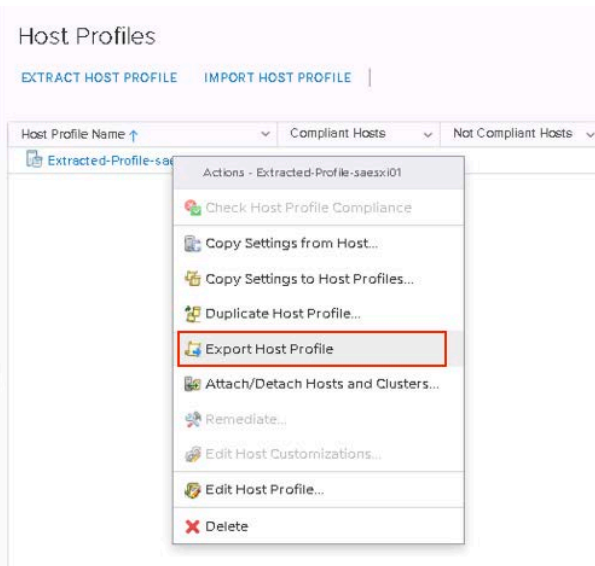 Host Profiles
EXTRACT HOST PROFILE IMPORT HOST PROFILE
Host Profile Name ↑ Compliant Hosts Not Compliant Hosts
Extracted-Profile-sae
Actions - Extracted-Profile-saesxi01
Check Host Profile Compliance
Copy Settings from Host...
Copy Settings to Host Profiles...
Duplicate Host Profile...
Export Host Profile
Attach/Detach Hosts and Clusters...
Remediate...
Edit Host Customizations...
Edit Host Profile...
Delete